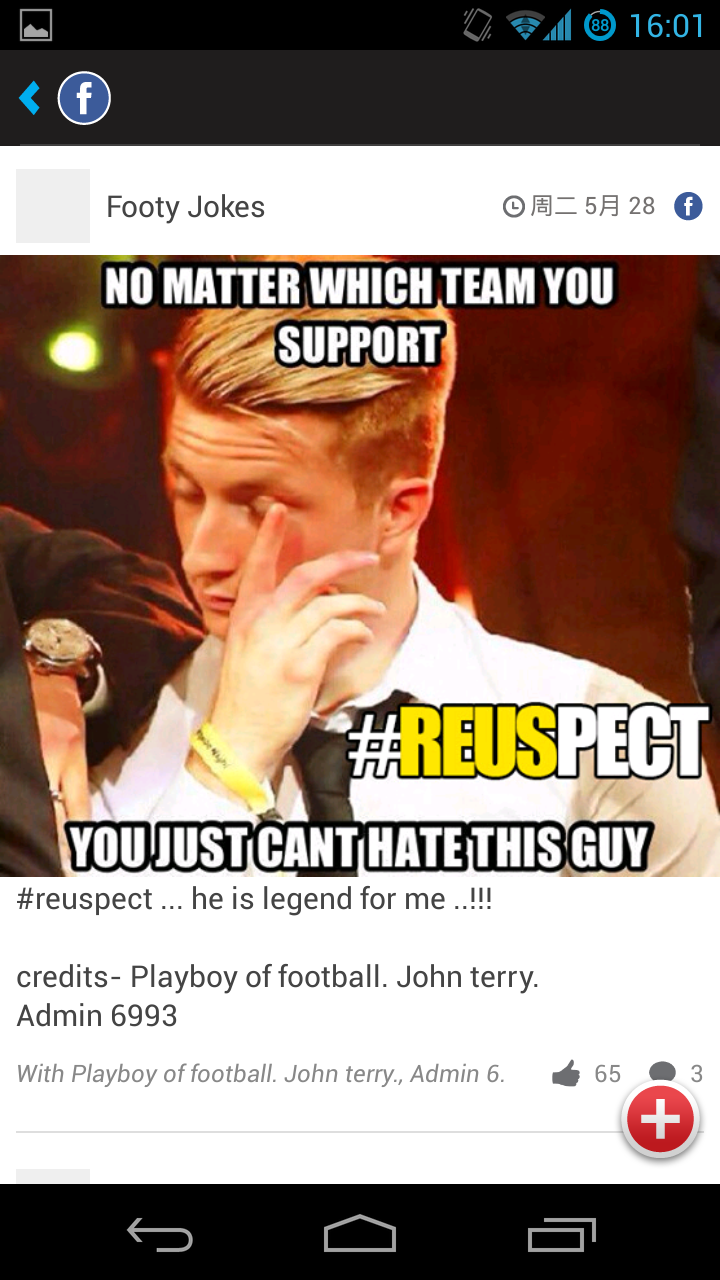 88 16:01
f
Footy Jokes 周二 5月 28 f
NO MATTER WHICH TEAM YOU
SUPPORT
#REUSPECT
YOU JUST CANT HATE THIS GUY
#reuspect ... he is legend for me ..!!!
credits- Playboy of football. John terry.
Admin 6993
With Playboy of football. John terry., Admin 6. 65 3